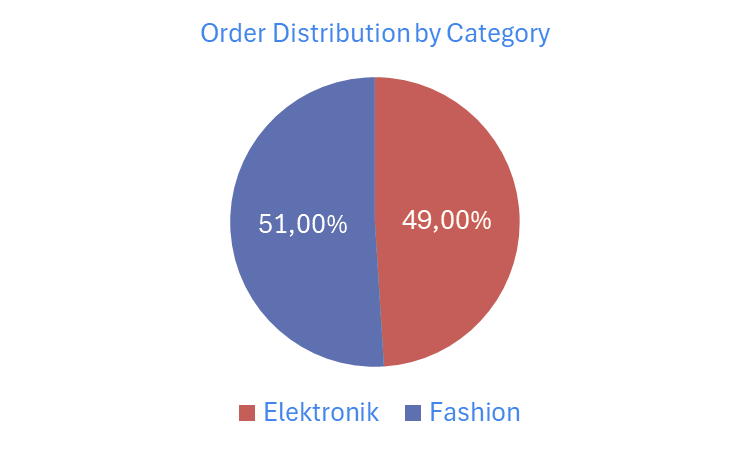 Order Distribution by Category
51,00% 49,00%
Elektronik Fashion